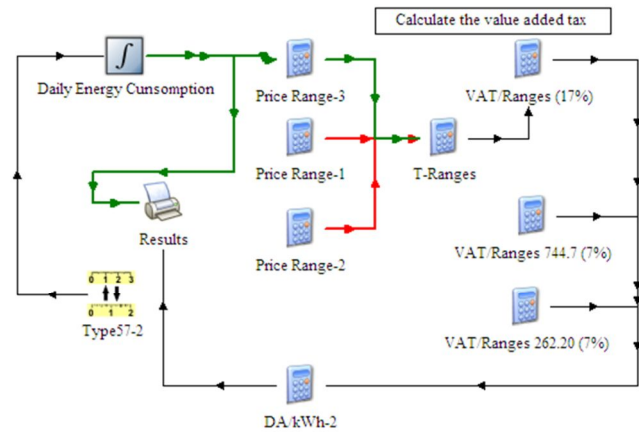 Calculate the value added tax
Daily Energy Cunsomption
Price Range-3
VAT/Ranges (17%)
Price Range-1
T-Ranges
Results
Price Range-2
VAT/Ranges 744.7 (7%)
0 1 2 3
0 1 2
Type57-2
VAT/Ranges 262.20 (7%)
DA/kWh-2